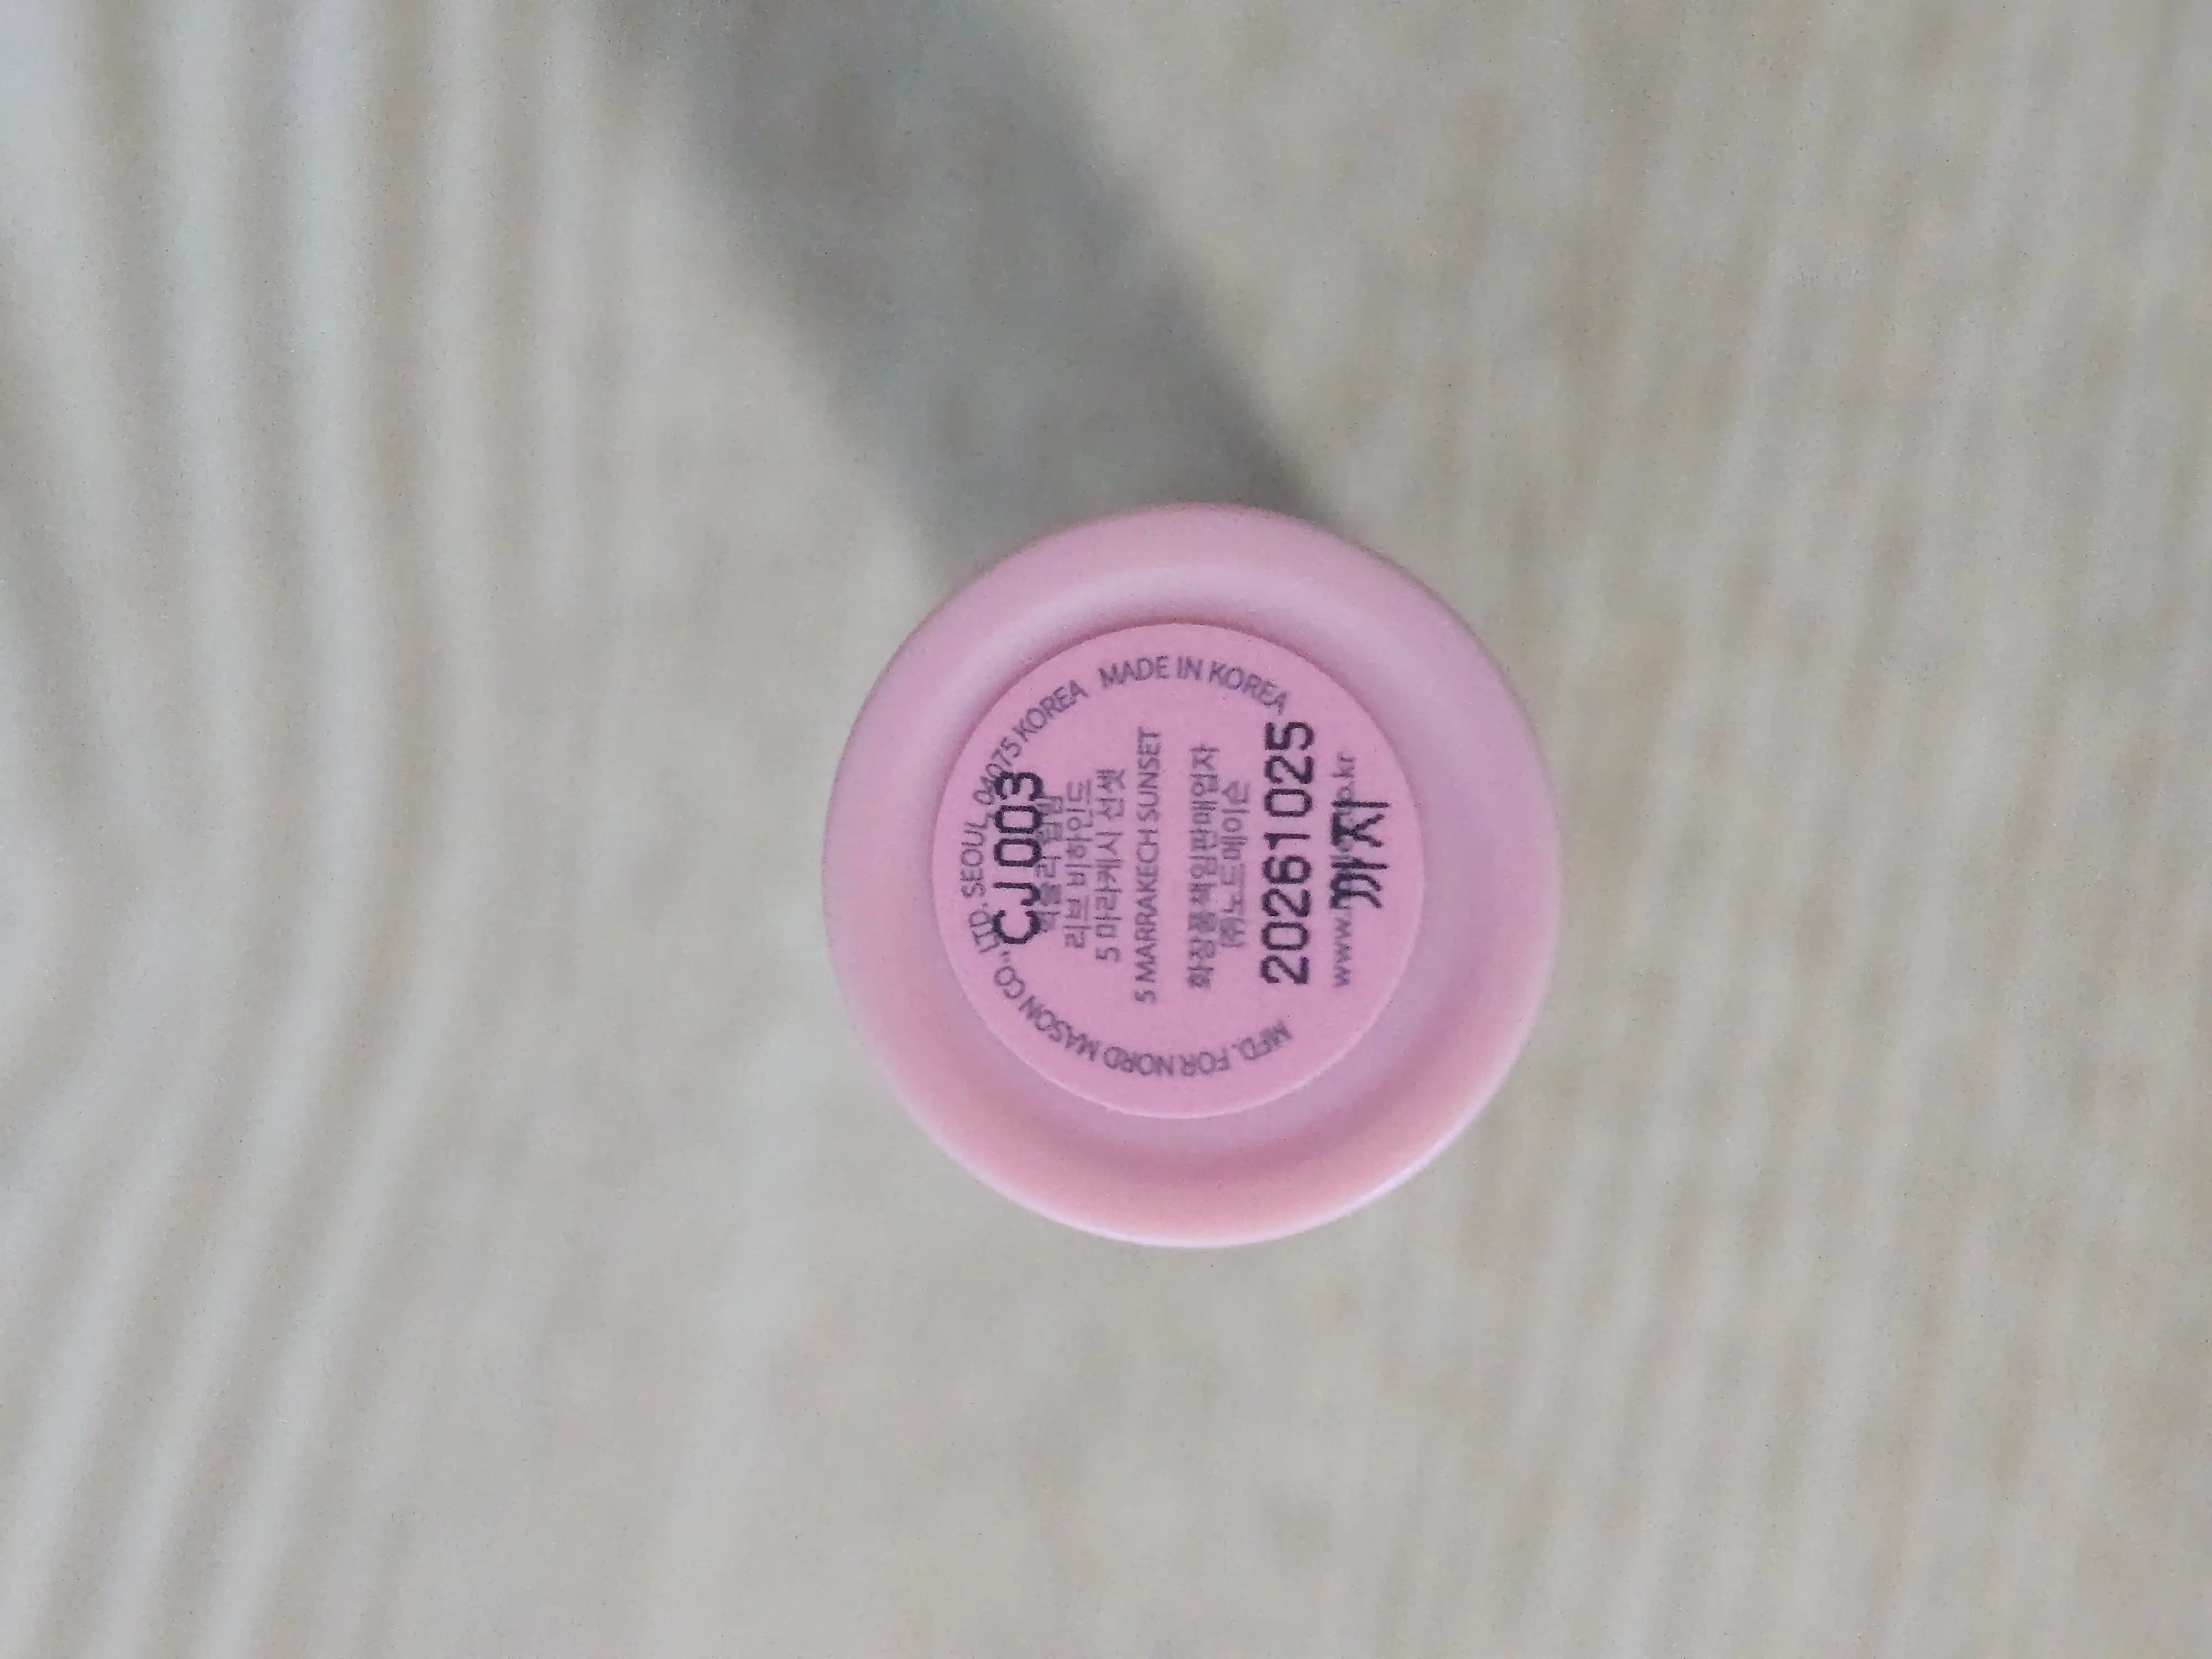 MFD. FOR NORD MASON CO., LTD. SEOUL 04075 KOREA MADE IN KOREA
CJ003
리브 비하인드
5 마라케시 선셋
5 MARRAKECH SUNSET
화장품책임판매업자
(주)노드메이슨
20261025
까지